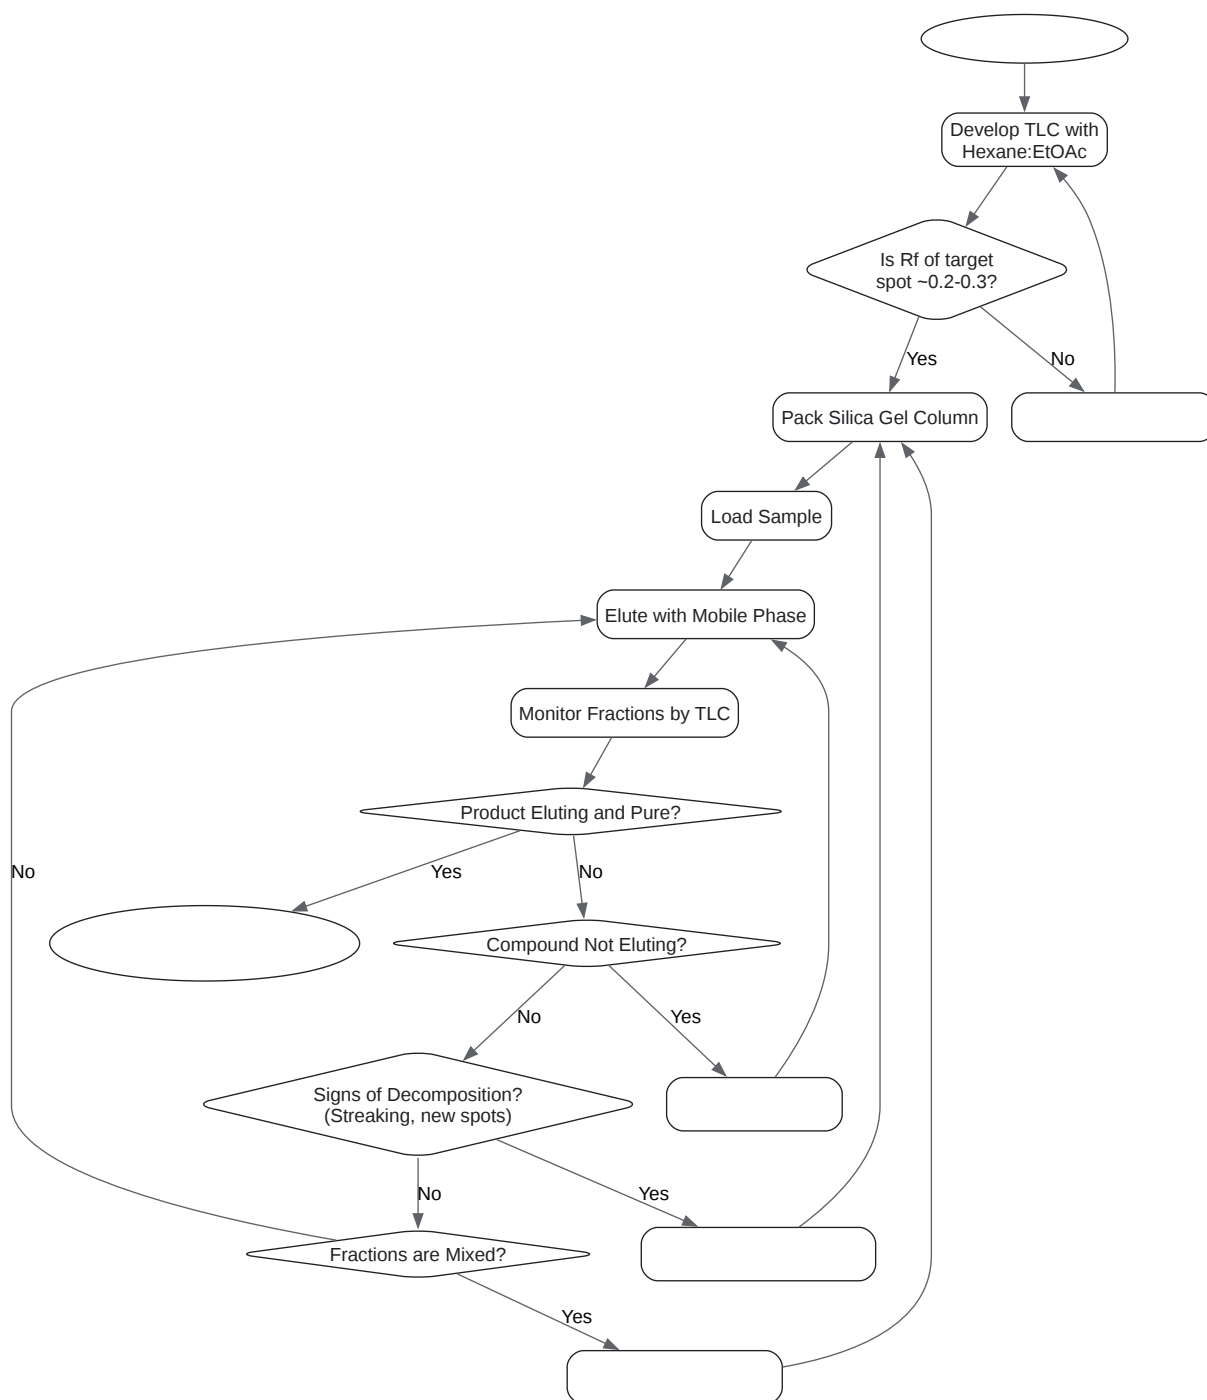 Develop TLC with
Hexane:EtOAc
Is Rf of target
spot ~0.2-0.3?
Yes
No
Pack Silica Gel Column
Load Sample
Elute with Mobile Phase
Monitor Fractions by TLC
Product Eluting and Pure?
No
Yes
No
Compound Not Eluting?
No
Yes
Signs of Decomposition?
(Streaking, new spots)
No
Yes
Fractions are Mixed?
Yes